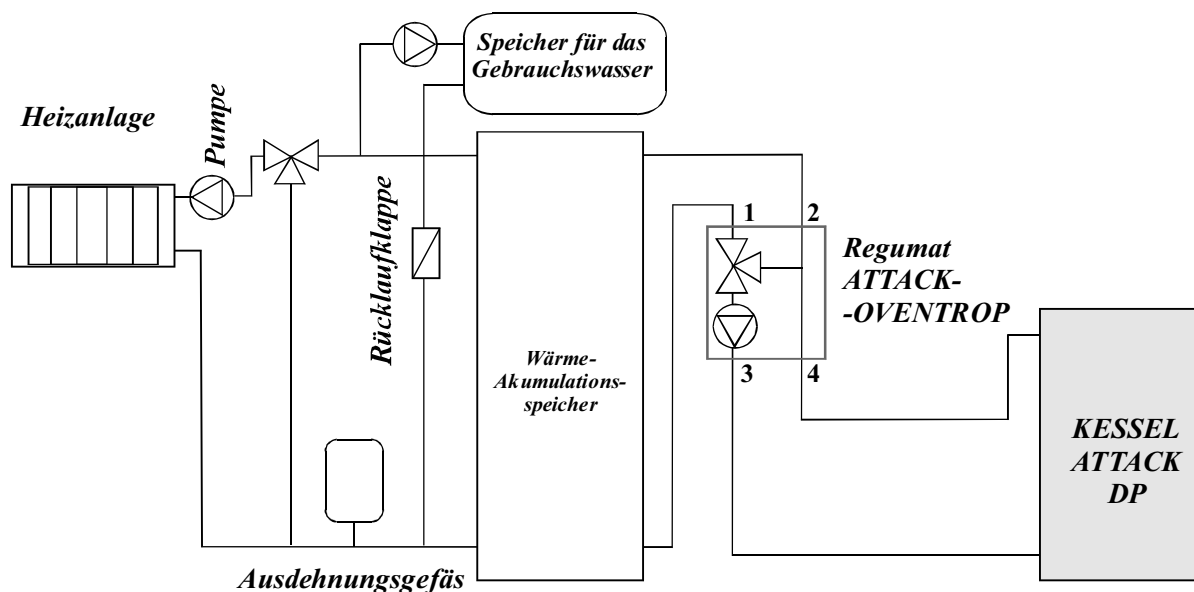 Speicher für das
Gebrauchswasser
Heizanlage
Pumpe
Rücklaufklappe
1 2
Regumat
ATTACK-
-OVENTROP
Wärme-
Akumulations-
speicher
3 4
KESSEL
ATTACK
DP
Ausdehnungsgefäs